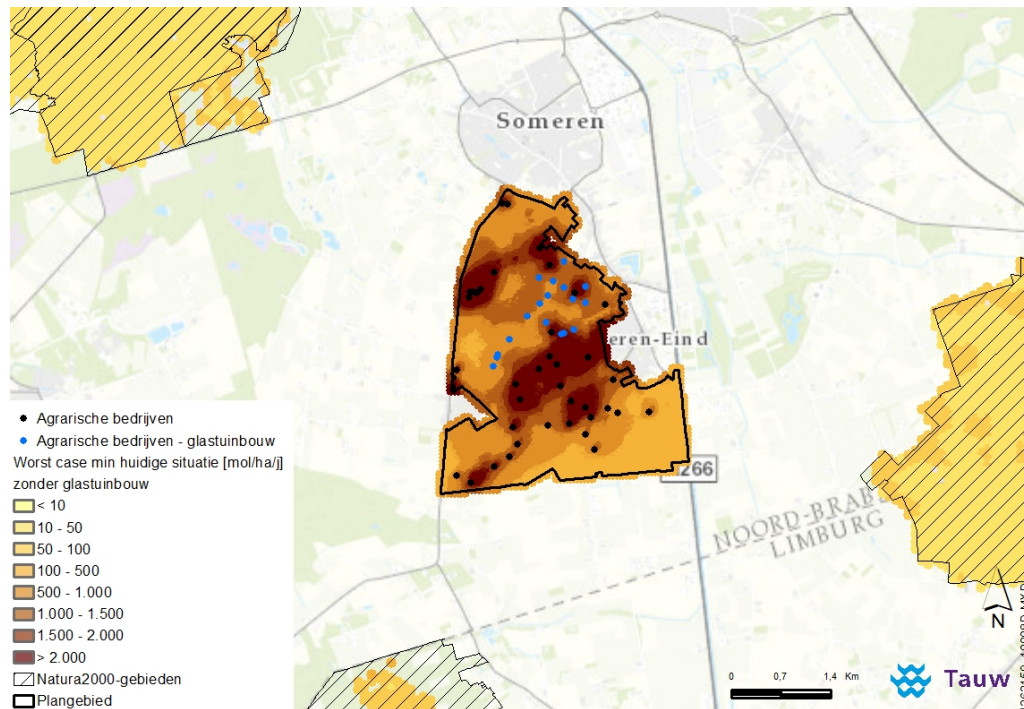 Someren
eren-Eind
266
NOORD-BRAB
LIMBURG
Agrarische bedrijven
Agrarische bedrijven - glastuinbouw
Worst case min huidige situatie [mol/ha/j]
zonder glastuinbouw
< 10
10 - 50
50 - 100
100 - 500
500 - 1.000
1.000 - 1.500
1.500 - 2.000
> 2.000
Natura2000-gebieden
Plangebied
N
0 0,7 1,4 Km
Tauw